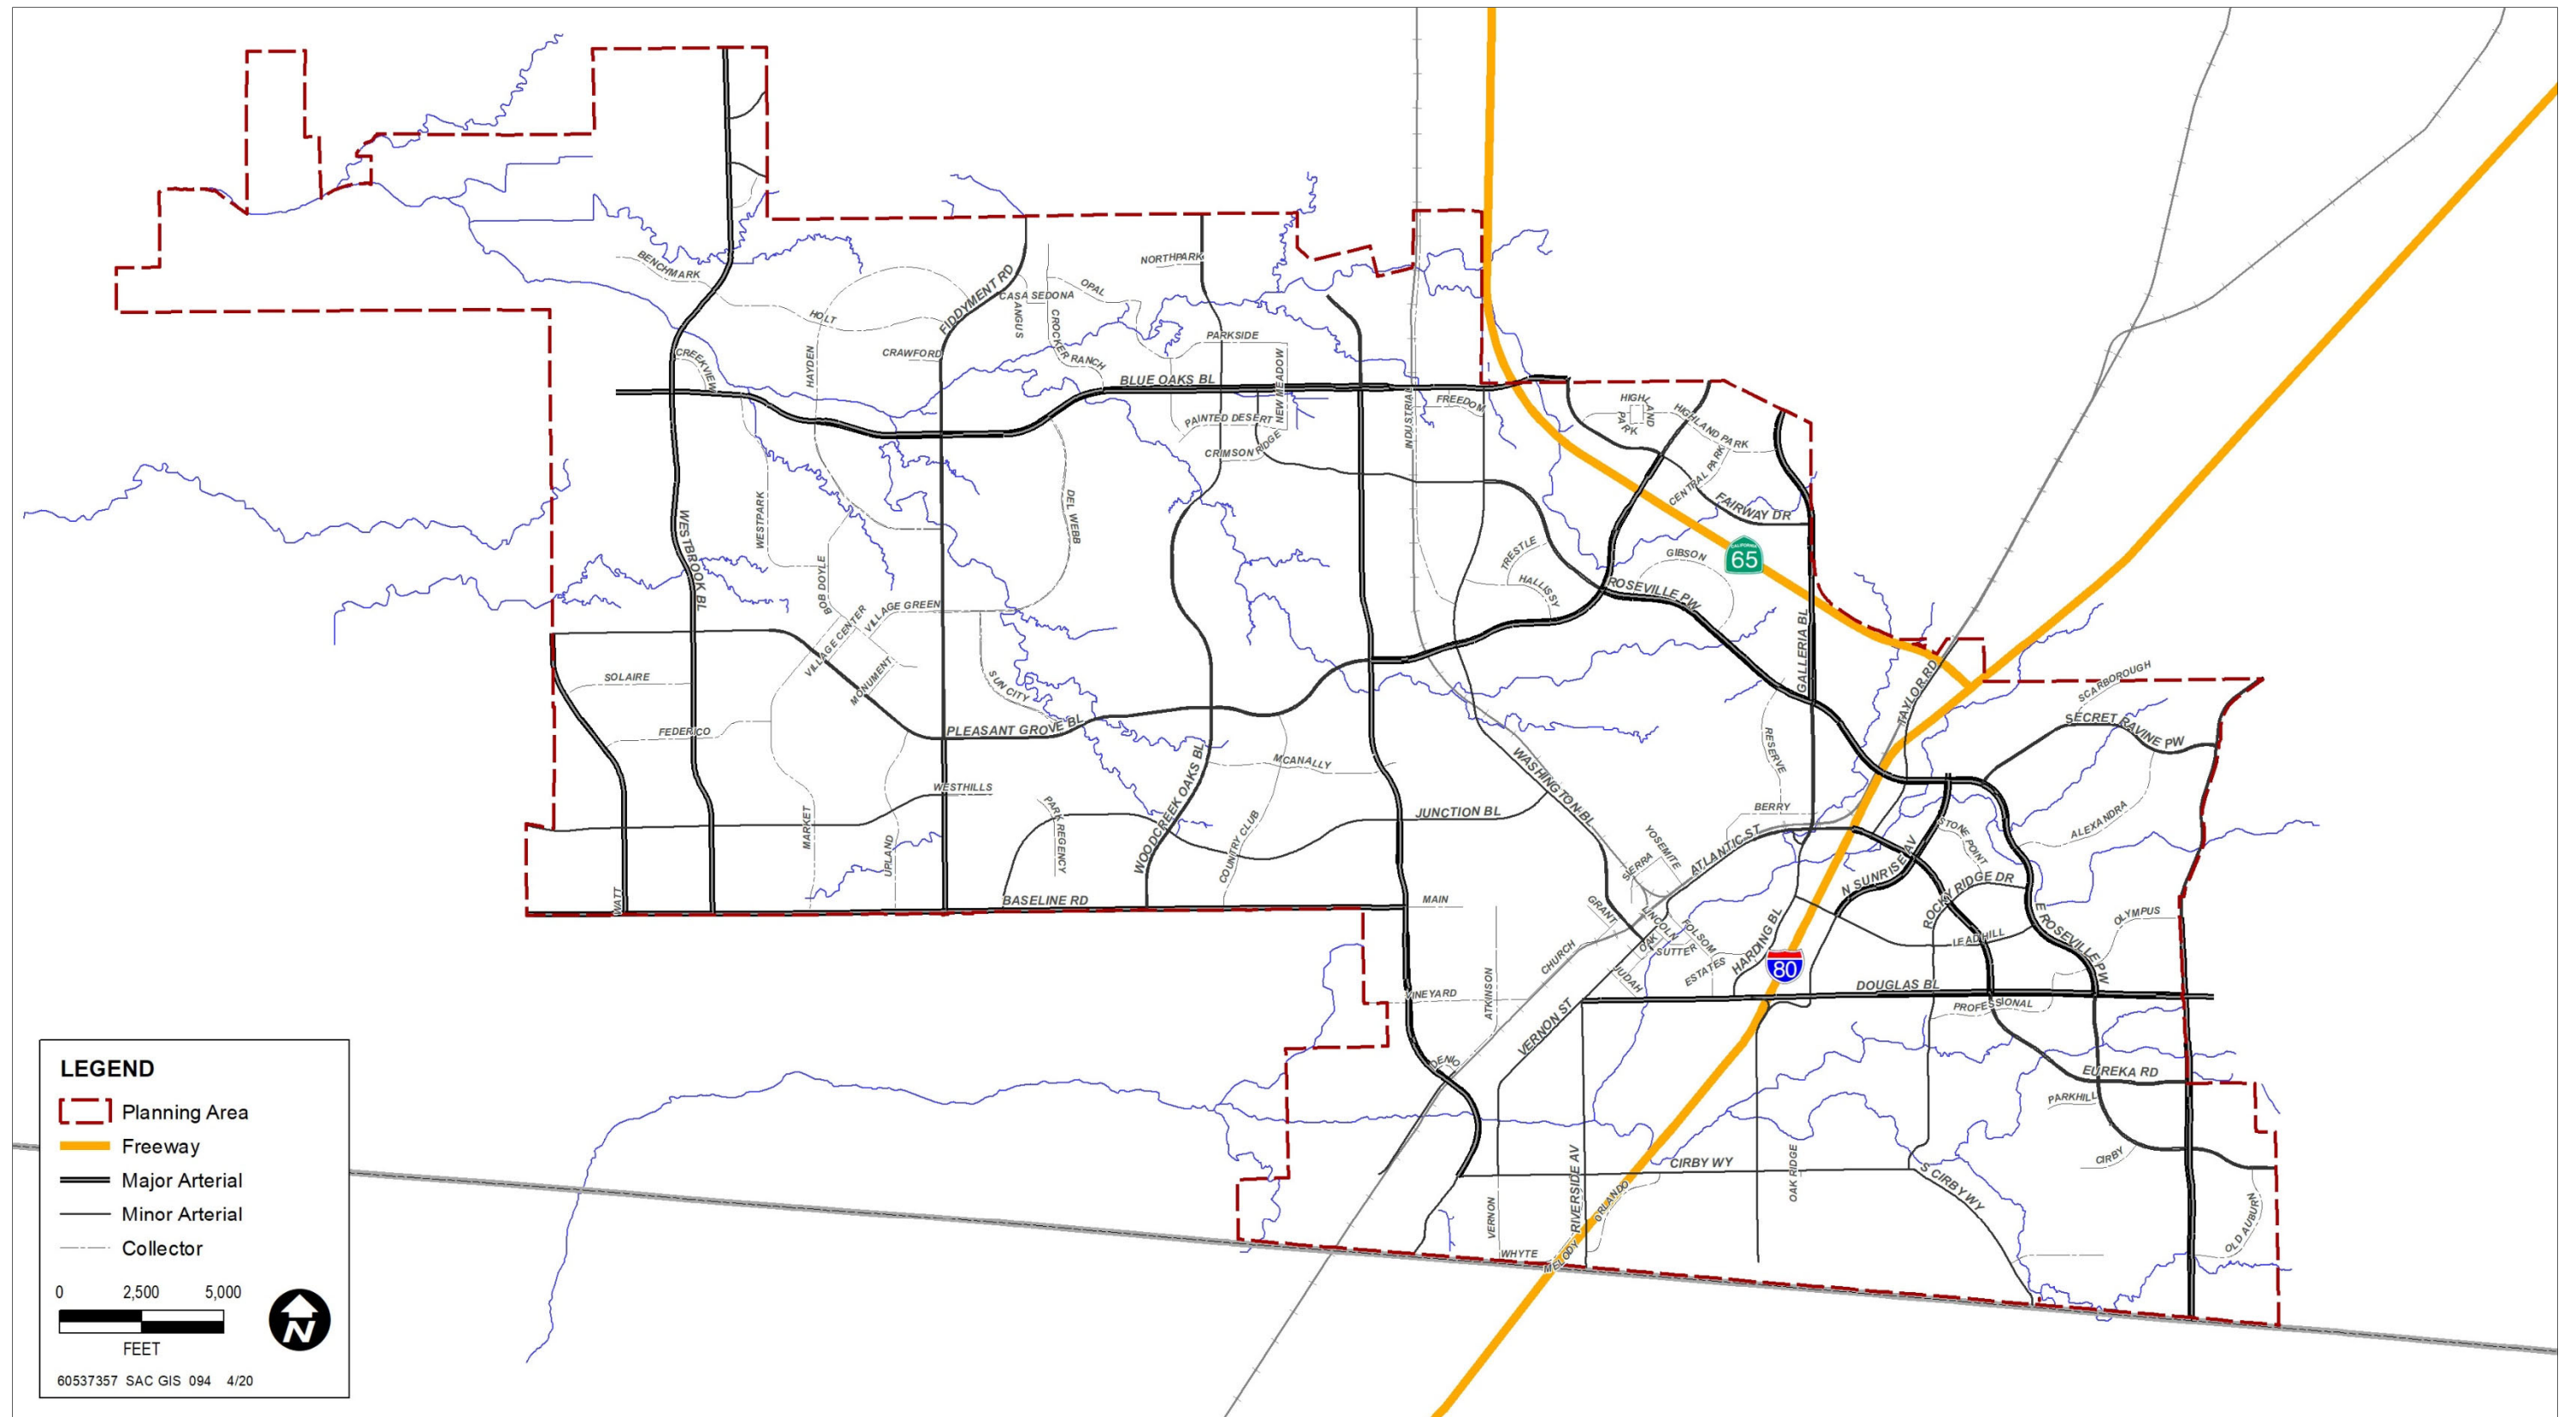 BENCHMARK
HOLT
HAYDEN
CREEKVIEW
CRAWFORD
FIDDYMENT RD
CASA SEDONA
ANGUS
OPAL
CROCKER RANCH
NORTHPARK
PARKSIDE
NEW MEADOW
BLUE OAKS BL
PAINTED DESERT
CRIMSON RIDGE
INDUSTRIAL
FREEDOM
HIGHLAND PARK
HIGHLAND PARK
CENTRAL PARK
FAIRWAY DR
CALIFORNIA
65
WESTBROOK BL
WESTPARK
BOB DOYLE
VILLAGE CENTER
VILLAGE GREEN
MONUMENT
DEL WEBB
SUN CITY
TRESTLE
HALLISSY
GIBSON
ROSEVILLE PW
GALLERIA BL
TAYLOR RD
SCARBOROUGH
SECRET RAVINE PW
SOLAIRE
FEDERICO
PLEASANT GROVE BL
WOODCREEK OAKS BL
MCANALLY
RESERVE
WESTHILLS
MARKET
UPLAND
PARK REGENCY
COUNTRY CLUB
JUNCTION BL
WASHINGTON BL
BERRY
ALEXANDRA
YOSEMITE
SIERRA
ATLANTIC ST
STONE POINT
N SUNRISE AV
ROCKY RIDGE DR
WATT
BASELINE RD
MAIN
GRANT
LINCOLN
FOLSOM
OAK
SUTTER
JUDAH
ESTATES
HARDING BL
80
LEAD HILL
E ROSEVILLE PW
OLYMPUS
CHURCH
VINEYARD
ATKINSON
VERNON ST
DOUGLAS BL
PROFESSIONAL
DENIO
EUREKA RD
PARKHILL
CIRBY
CIRBY WY
S CIRBY WY
OAK RIDGE
RIVERSIDE AV
ORLANDO
VERNON
WHYTE
MELODY
OLD AUBURN
LEGEND
Planning Area
Freeway
Major Arterial
Minor Arterial
Collector
0 2,500 5,000
FEET
N
60537357 SAC GIS 094 4/20